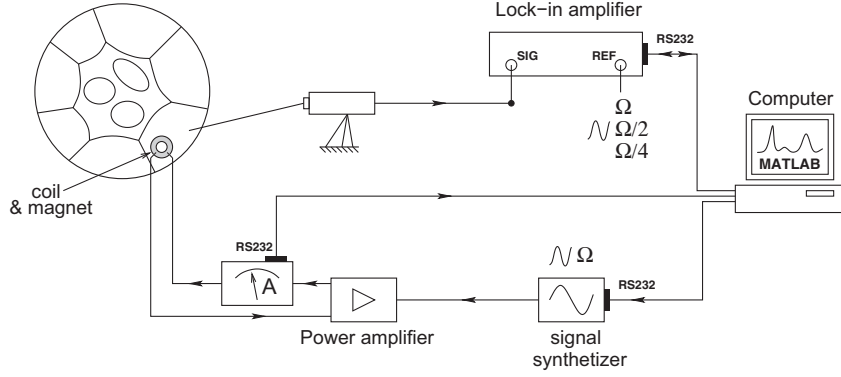 Lock−in amplifier
RS232
SIG
REF
Ω
Ω/2
Ω/4
Computer
MATLAB
coil
& magnet
RS232
A
Power amplifier
Ω
RS232
signal
synthetizer